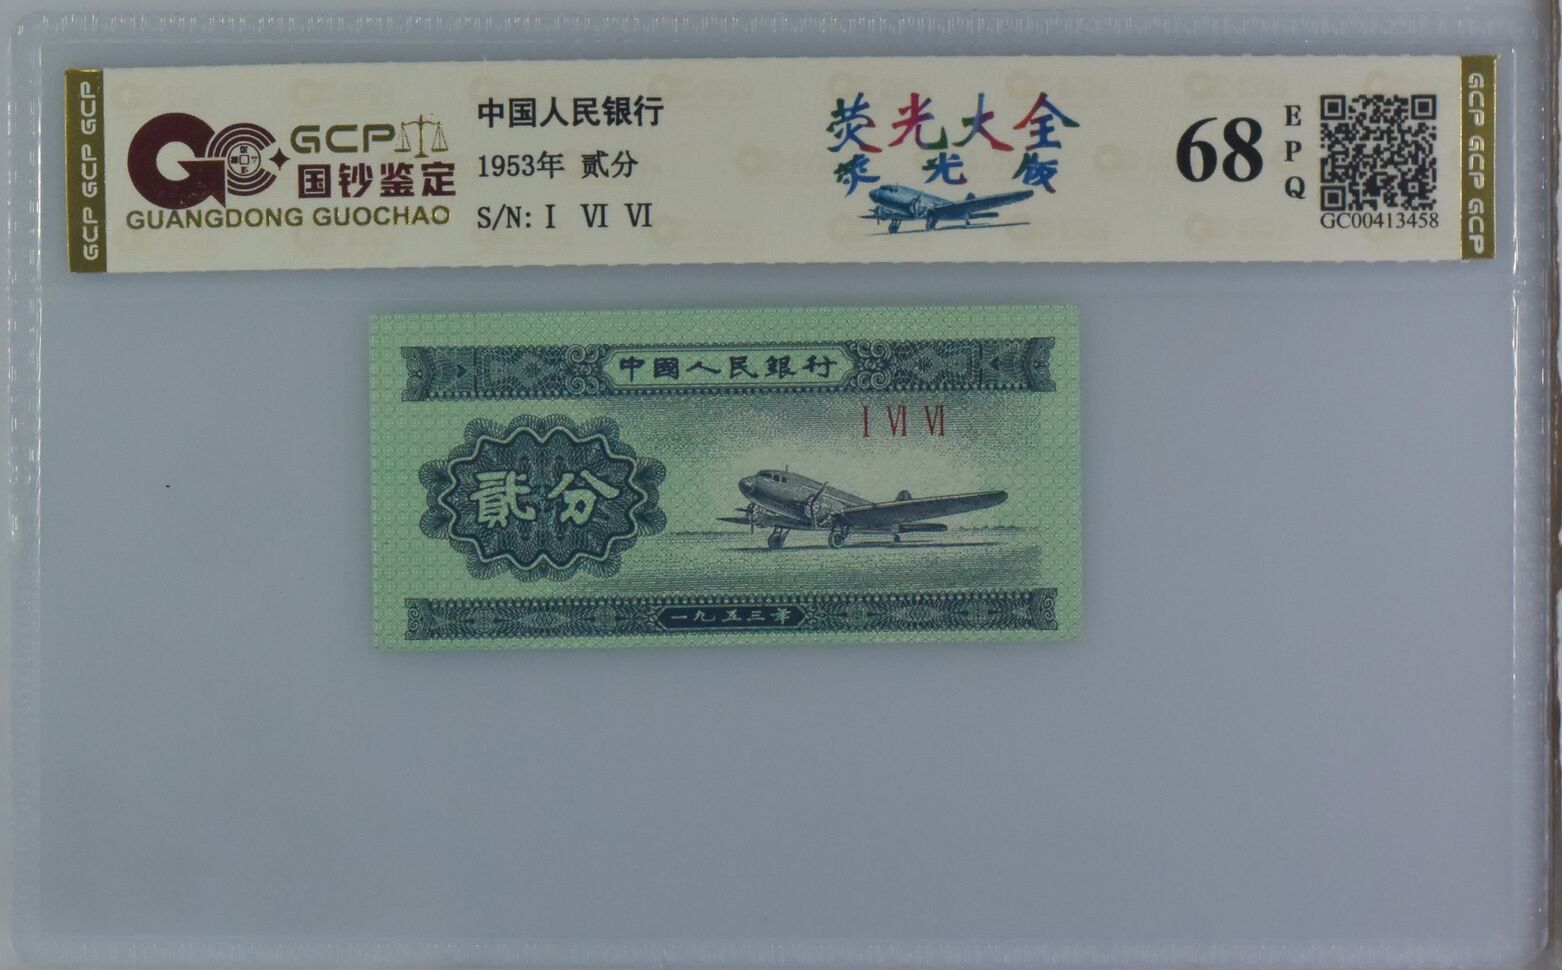 GCP GCP GCP
GCP
国钞鉴定
GUANGDONG GUOCHAO
中国人民银行
1953年 贰分
S/N: I VI VI
荧光大全
荧光版
68
EPQ
GC00413458
GCP GCP GCP
中國人民銀行
I VI VI
貳分
一九五三年